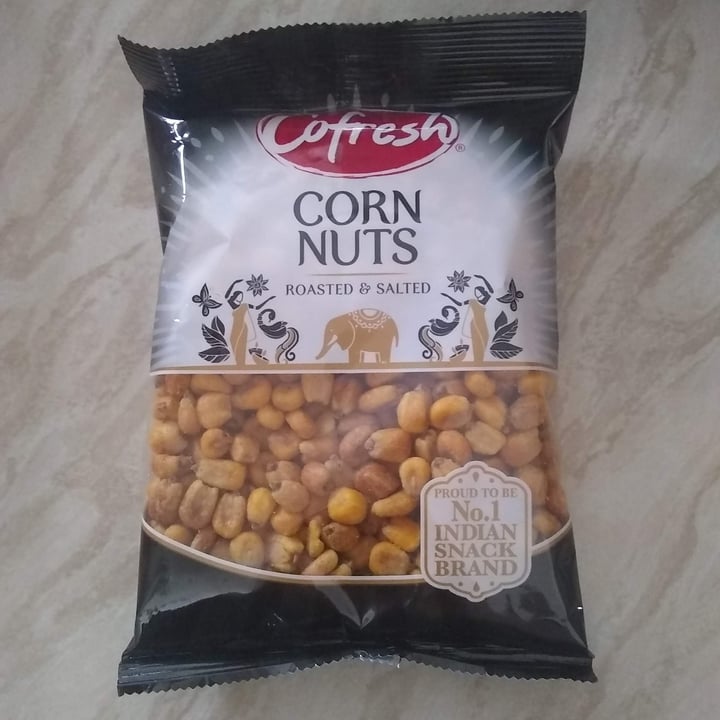 Cofresh®
CORN
NUTS
ROASTED & SALTED
PROUD TO BE
No.1
INDIAN
SNACK
BRAND